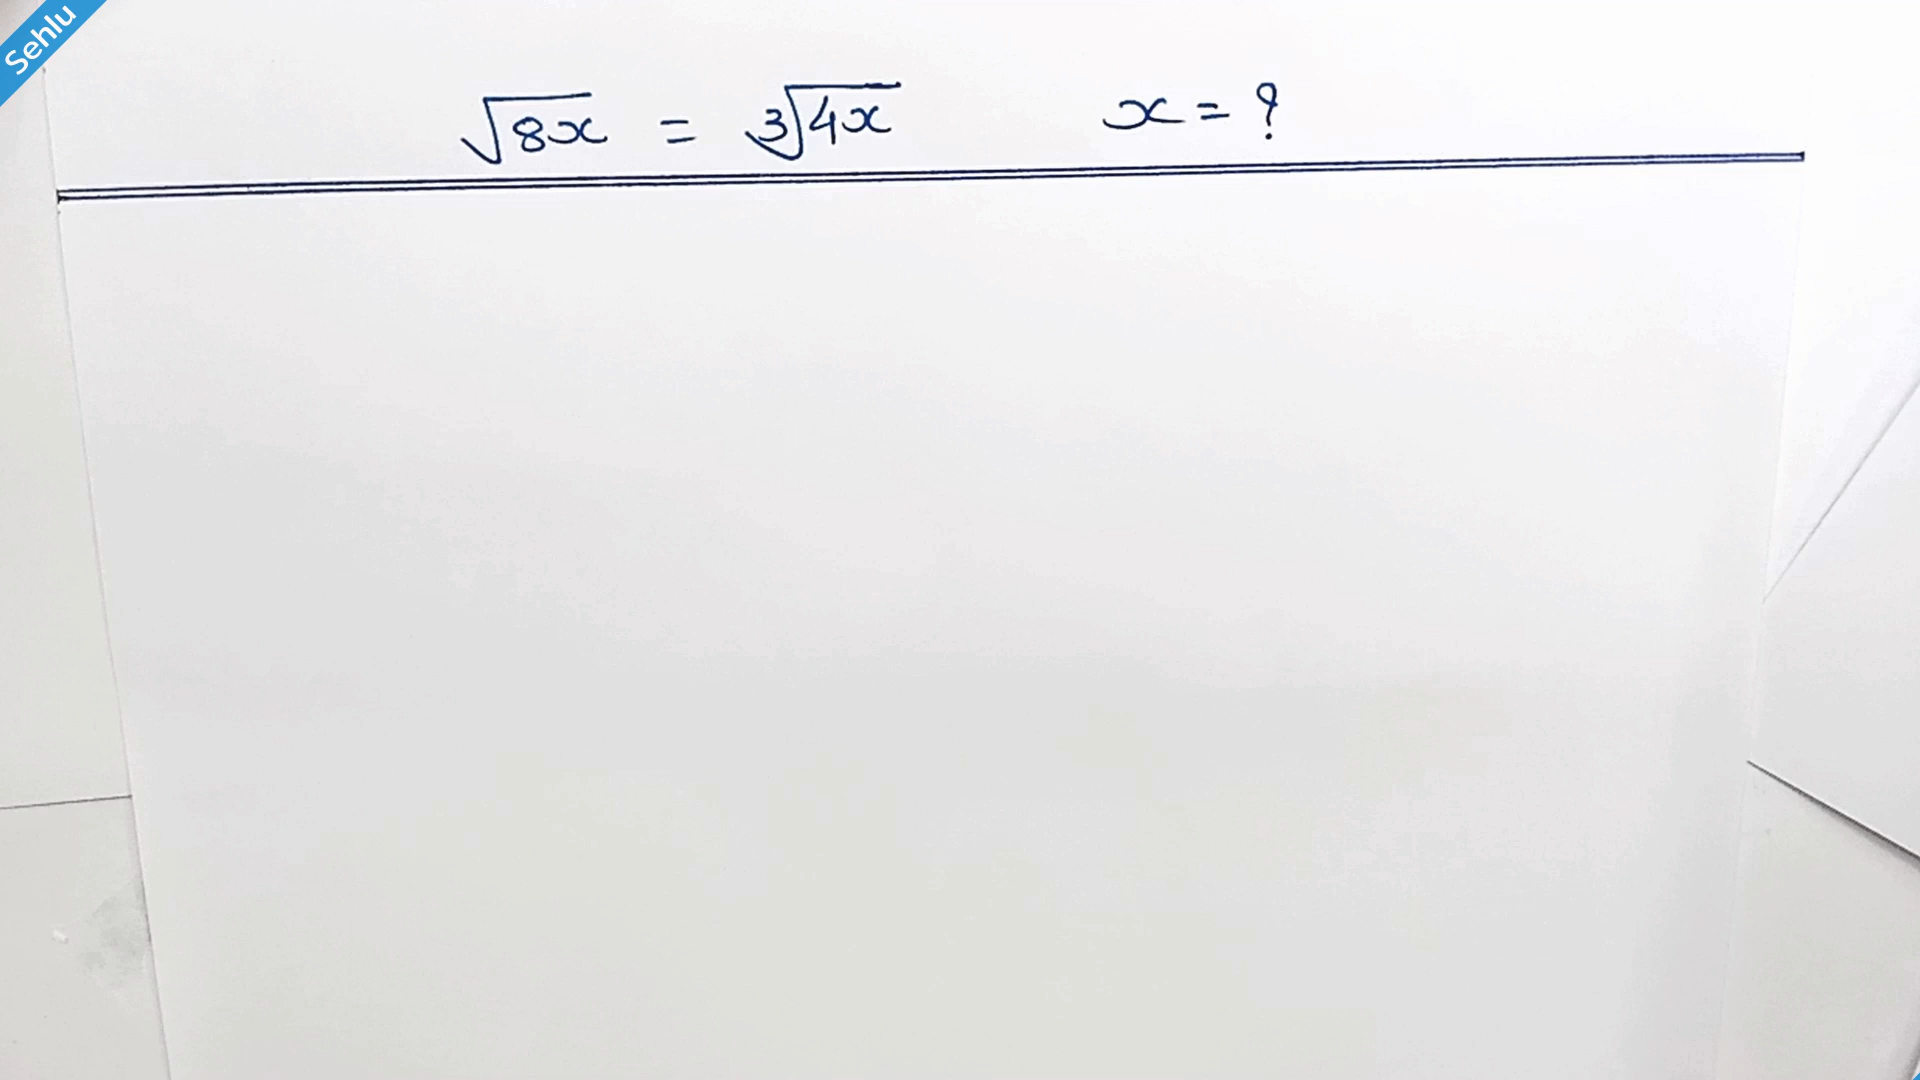 Sehlu
√8x = ∛4x x = ?